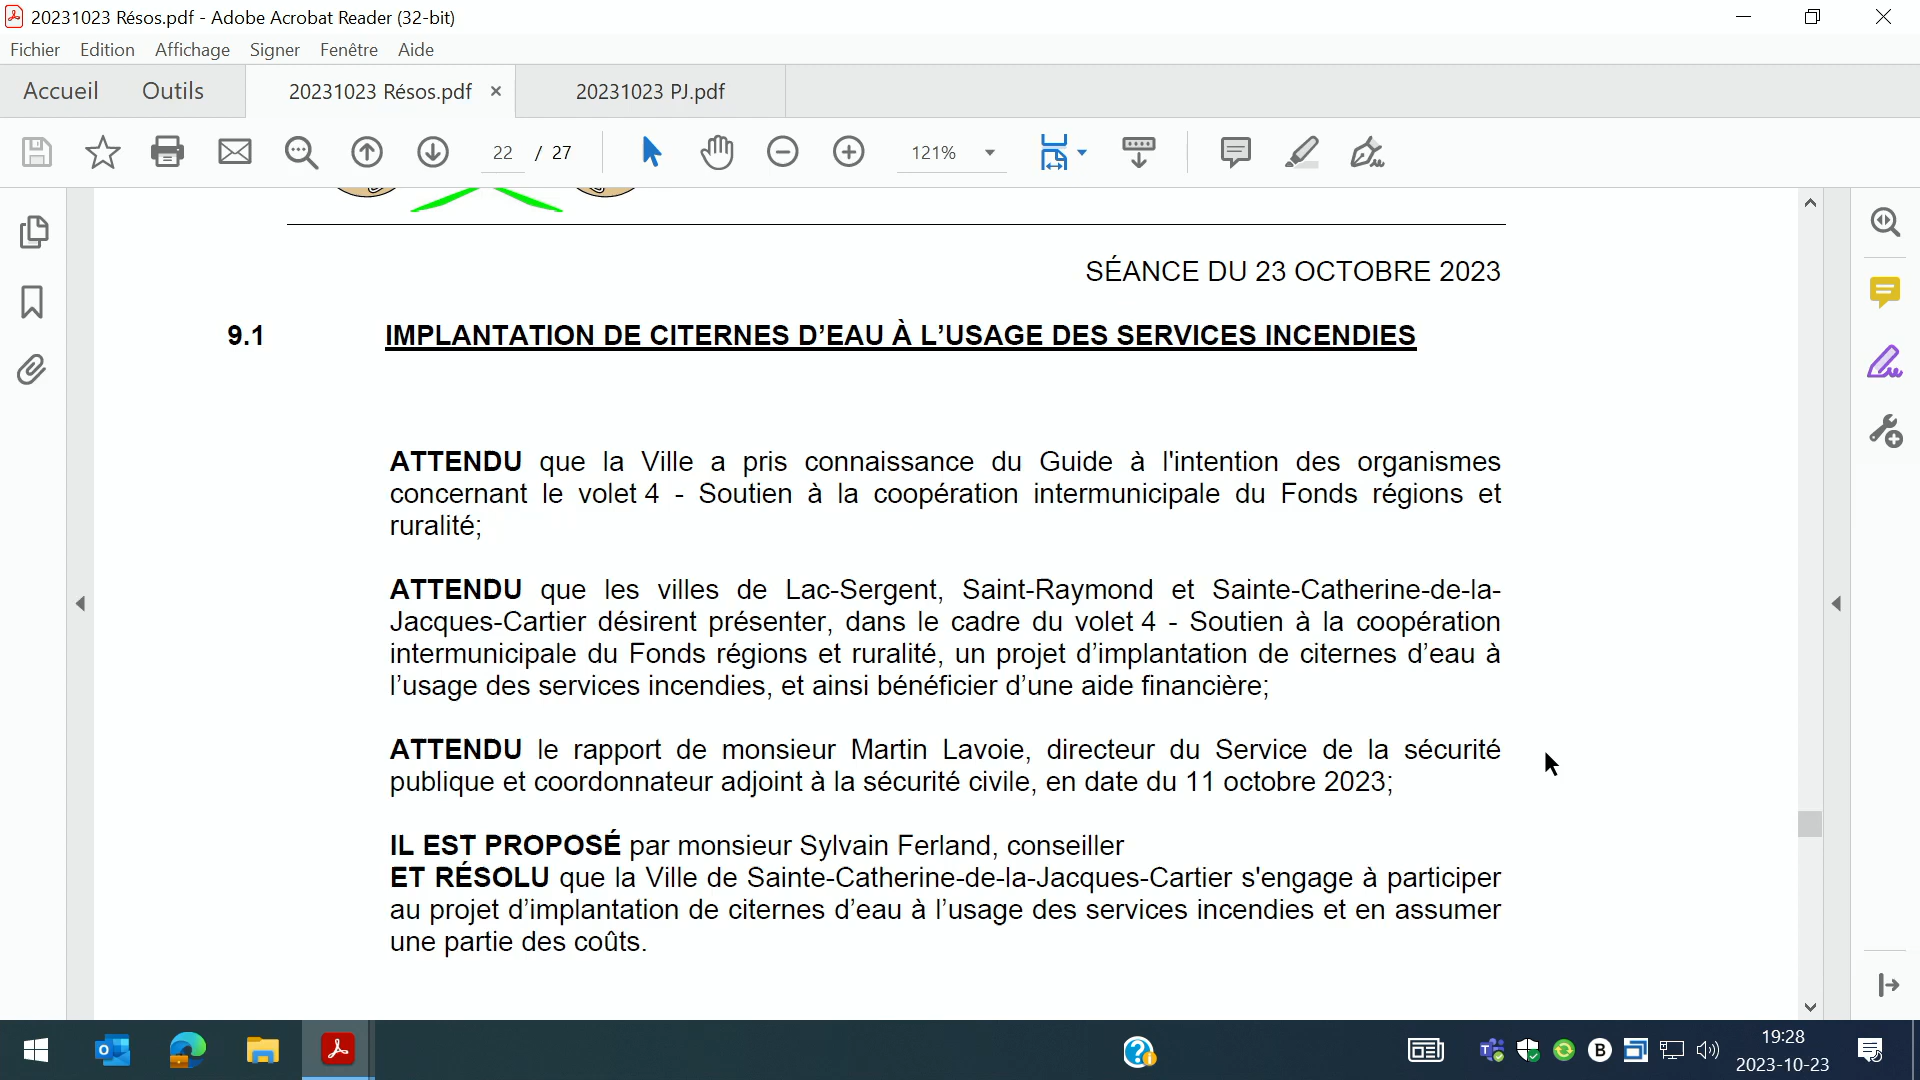 20231023 Résos.pdf - Adobe Acrobat Reader (32-bit)
Fichier Edition Affichage Signer Fenêtre Aide
Accueil Outils 20231023 Résos.pdf × 20231023 PJ.pdf
22 / 27 121%
SÉANCE DU 23 OCTOBRE 2023
9.1 IMPLANTATION DE CITERNES D’EAU À L’USAGE DES SERVICES INCENDIES
ATTENDU que la Ville a pris connaissance du Guide à l'intention des organismes
concernant le volet 4 - Soutien à la coopération intermunicipale du Fonds régions et
ruralité;
ATTENDU que les villes de Lac-Sergent, Saint-Raymond et Sainte-Catherine-de-la-
Jacques-Cartier désirent présenter, dans le cadre du volet 4 - Soutien à la coopération
intermunicipale du Fonds régions et ruralité, un projet d’implantation de citernes d’eau à
l’usage des services incendies, et ainsi bénéficier d’une aide financière;
ATTENDU le rapport de monsieur Martin Lavoie, directeur du Service de la sécurité
publique et coordonnateur adjoint à la sécurité civile, en date du 11 octobre 2023;
IL EST PROPOSÉ par monsieur Sylvain Ferland, conseiller
ET RÉSOLU que la Ville de Sainte-Catherine-de-la-Jacques-Cartier s'engage à participer
au projet d’implantation de citernes d’eau à l’usage des services incendies et en assumer
une partie des coûts.
19:28
2023-10-23